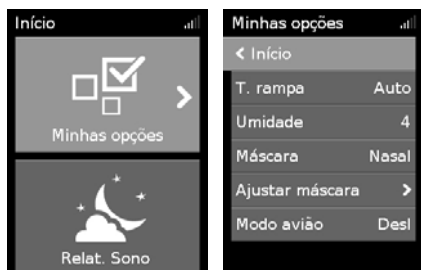 Início
Minhas opções
Relat. Sono
Minhas opções
< Início
T. rampa Auto
Umidade 4
Máscara Nasal
Ajustar máscara >
Modo avião Desl